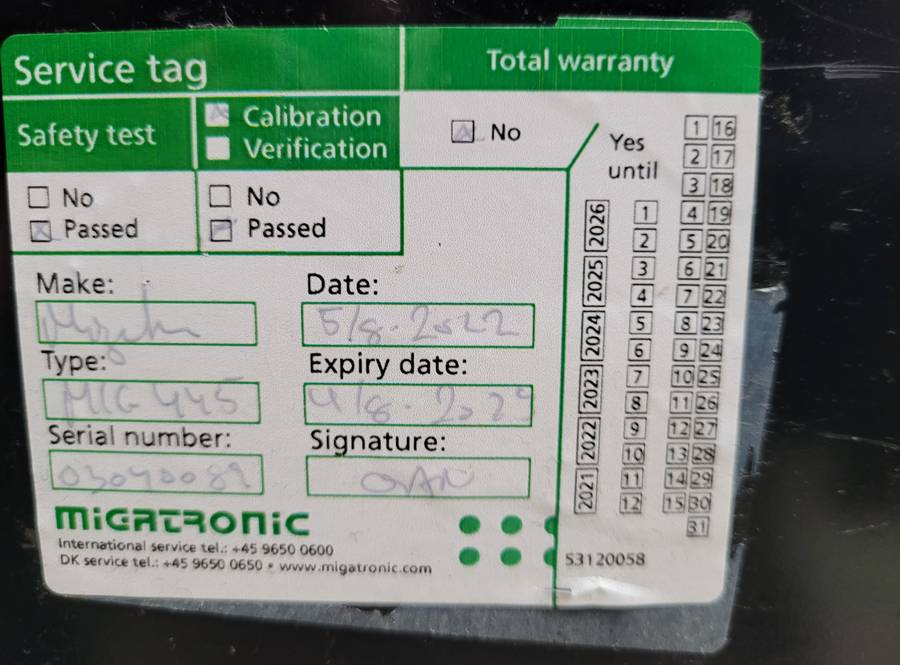 Service tag
Total warranty
Safety test
Calibration
Verification
No
Passed
No
Passed
No
Yes
until
2026
2025
2024
2023
2022
2021
1
2
3
4
5
6
7
8
9
10
11
12
1 16
2 17
3 18
4 19
5 20
6 21
7 22
8 23
9 24
10 25
11 26
12 27
13 28
14 29
15 30
31
Make:
Date:
5/8-2022
Type:
MIG 445
Expiry date:
Serial number:
03040089
Signature:
MIGATRONIC
International service tel.: +45 9650 0600
DK service tel.: +45 9650 0650 • www.migatronic.com
53120058